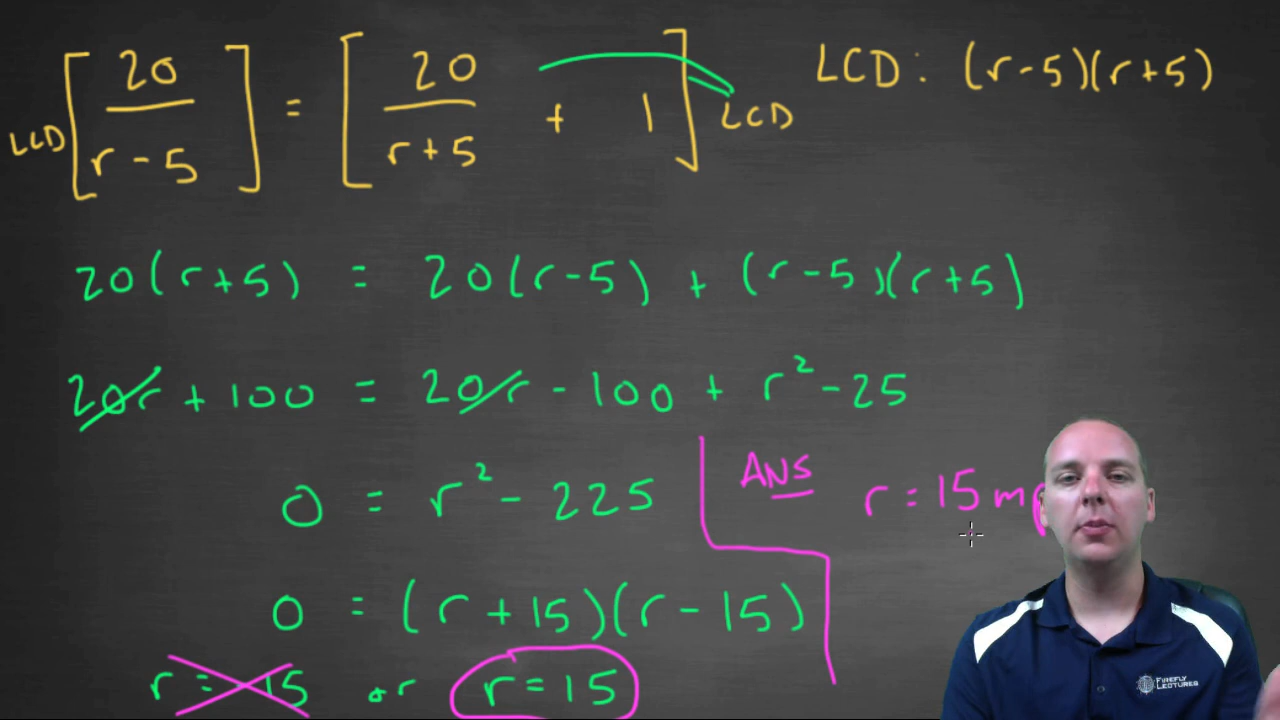 LCD[20/(r-5)] = [20/(r+5) + 1]LCD
LCD: (r-5)(r+5)
20(r+5) = 20(r-5) + (r-5)(r+5)
20r + 100 = 20r - 100 + r² - 25
0 = r² - 225
ANS r = 15 m
0 = (r + 15)(r - 15)
r = -15 or r = 15
FIREFLY
LECTURES